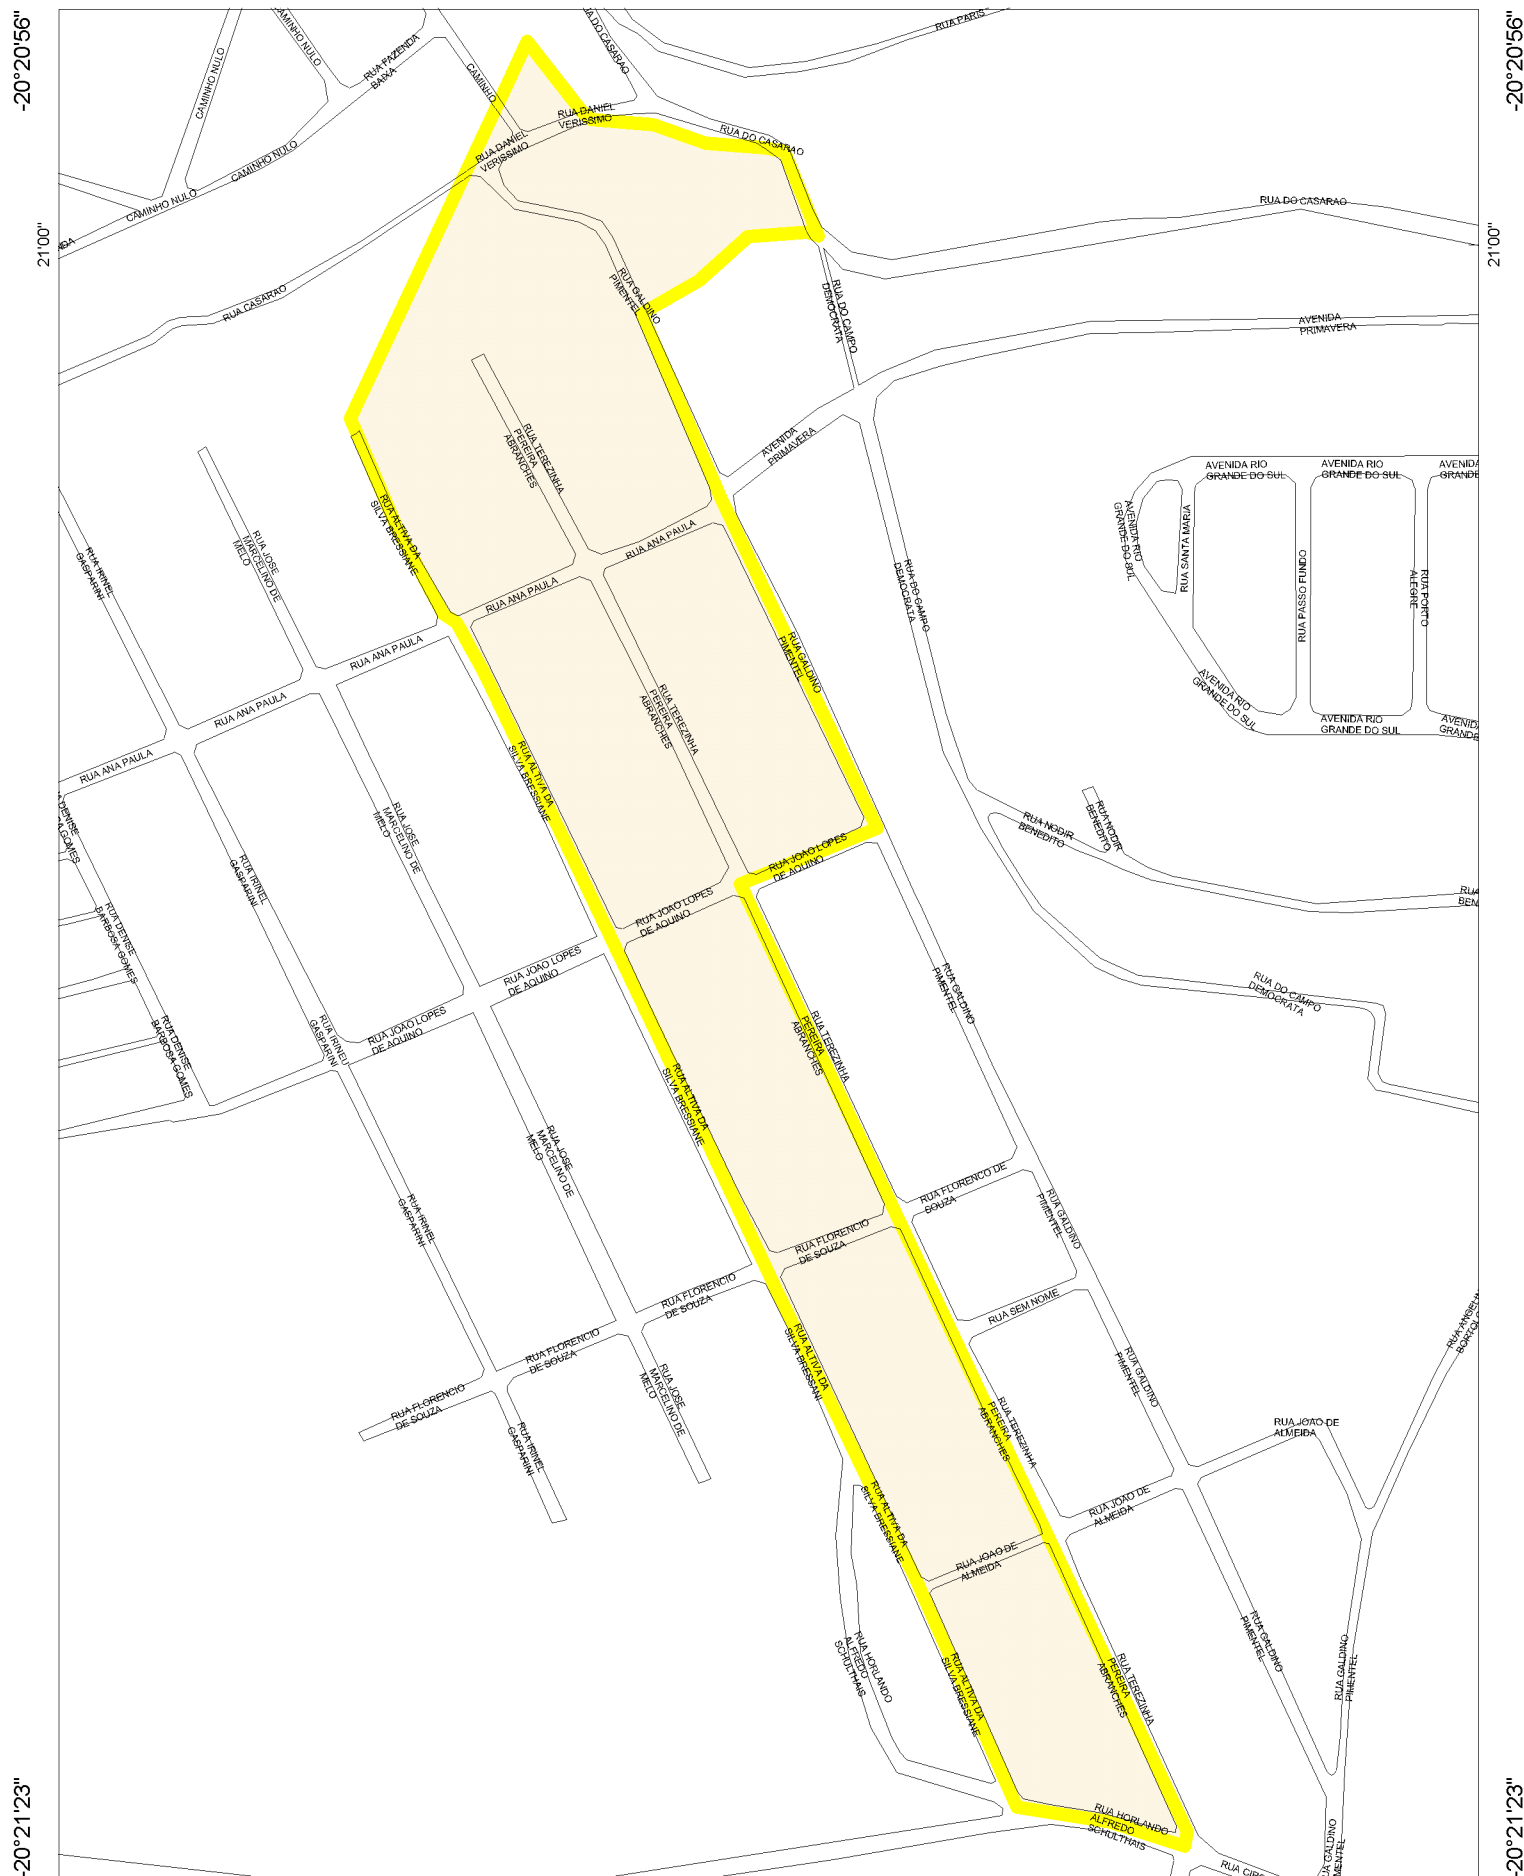 -20°20'56"
-20°20'56"
CAMINHO NULO
CAMINHO NULO
RUA FAZENDA
BAIXA
CAMINHO
RUA PARIS
RUA DANIEL
VERISSIMO
RUA DO CASARAO
RUA DANIEL
VERISSIMO
CAMINHO NULO
CAMINHO NULO
RUA DO CASARAO
21'00"
21'00"
RUA CASARAO
RUA GALDINO
PIMENTEL
RUA DO CAMPO
DEMOCRATA
AVENIDA
PRIMAVERA
RUA TEREZINHA
PEREIRA
ABRANCHES
AVENIDA
PRIMAVERA
AVENIDA RIO
GRANDE DO SUL
AVENIDA RIO
GRANDE DO SUL
AVENIDA RIO
GRANDE DO SUL
RUA SANTA MARIA
RUA PASSO FUNDO
RUA PORTO
ALEGRE
RUA ALTIVA DA
SILVA BRESSIANE
RUA JOSE
MARCELINO DE
MELO
RUA IRINEL
GASPARINI
RUA ANA PAULA
RUA ANA PAULA
RUA ANA PAULA
RUA ANA PAULA
RUA ANA PAULA
RUA DO CAMPO
DEMOCRATA
RUA GALDINO
PIMENTEL
RUA TEREZINHA
PEREIRA
ABRANCHES
AVENIDA RIO
GRANDE DO SUL
AVENIDA RIO
GRANDE DO SUL
RUA ALTIVA DA
SILVA BRESSIANE
RUA JOSE
MARCELINO DE
MELO
RUA NODIR
BENEDITO
RUA NODIR
BENEDITO
RUA JOAO LOPES
DE AQUINO
RUA JOAO LOPES
DE AQUINO
RUA JOAO LOPES
DE AQUINO
RUA JOAO LOPES
DE AQUINO
RUA IRINEL
GASPARINI
RUA DENISE
BARBOSA GOMES
RUA DENISE
BARBOSA GOMES
RUA IRINEU
GASPARINI
RUA GALDINO
PIMENTEL
RUA DO CAMPO
DEMOCRATA
RUA TEREZINHA
PEREIRA
ABRANCHES
RUA ALTIVA DA
SILVA BRESSIANE
RUA JOSE
MARCELINO DE
MELO
RUA IRINEL
GASPARINI
RUA FLORENCO DE
SOUZA
RUA GALDINO
PIMENTEL
RUA FLORENCIO
DE SOUZA
RUA FLORENCIO
DE SOUZA
RUA FLORENCIO
DE SOUZA
RUA FLORENCIO
DE SOUZA
RUA SEM NOME
RUA ALTIVA DA
SILVA BRESSANI
RUA JOSE
MARCELINO DE
MELO
RUA IRINEL
GASPARINI
RUA GALDINO
PIMENTEL
RUA TEREZINHA
PEREIRA
ABRANCHES
RUA JOAO DE
ALMEIDA
RUA JOAO DE
ALMEIDA
RUA JOAO DE
ALMEIDA
RUA ALTIVA DA
SILVA BRESSIANE
RUA HORLANDO
ALFREDO
SCHULTHAIS
RUA ALTIVA DA
SILVA BRESSIANE
RUA TEREZINHA
PEREIRA
ABRANCHES
RUA GALDINO
PIMENTEL
RUA GALDINO
PIMENTEL
RUA HORLANDO
ALFREDO
SCHULTHAIS
-20°21'23"
-20°21'23"